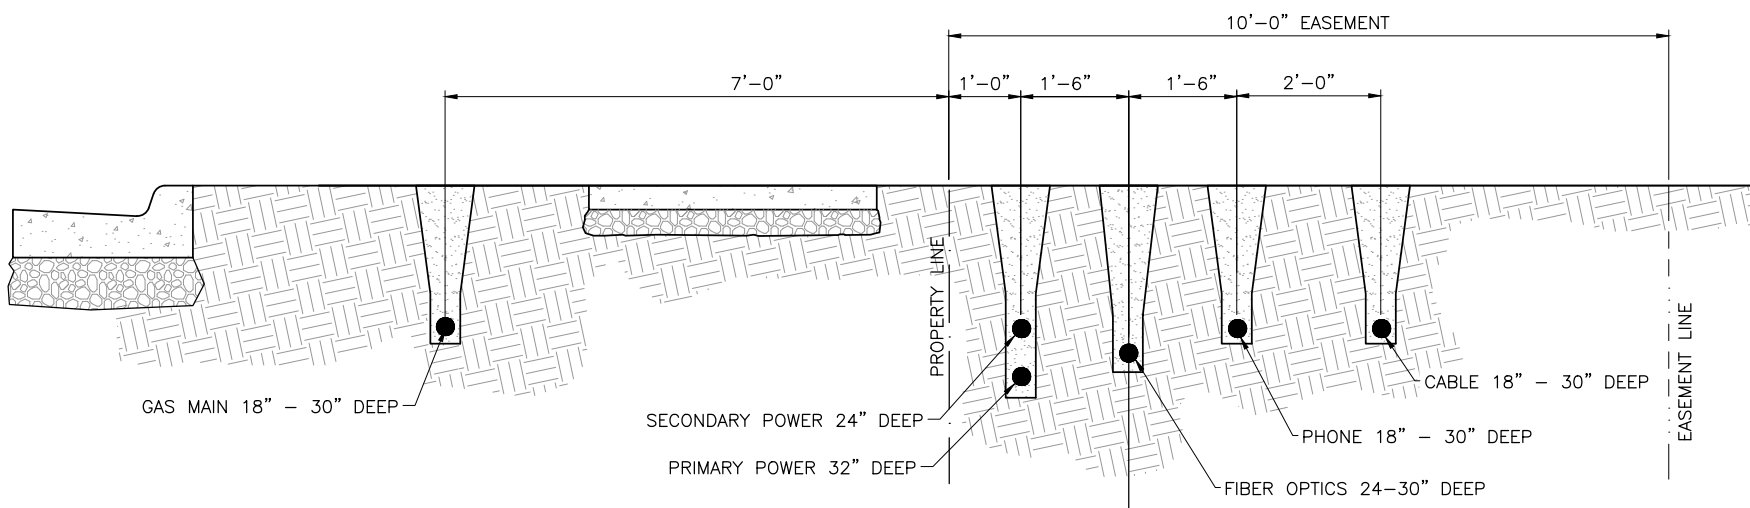 10'-0" EASEMENT
7'-0"
1'-0"
1'-6"
1'-6"
2'-0"
PROPERTY LINE
EASEMENT LINE
GAS MAIN 18" - 30" DEEP
SECONDARY POWER 24" DEEP
PRIMARY POWER 32" DEEP
CABLE 18" - 30" DEEP
PHONE 18" - 30" DEEP
FIBER OPTICS 24-30" DEEP